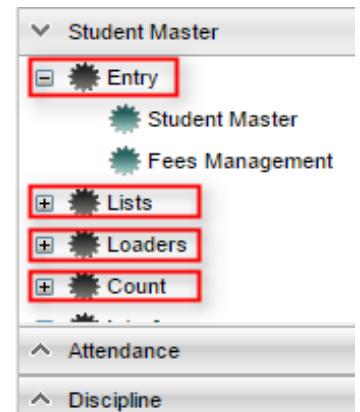 Student Master
Entry
Student Master
Fees Management
Lists
Loaders
Count
Attendance
Discipline